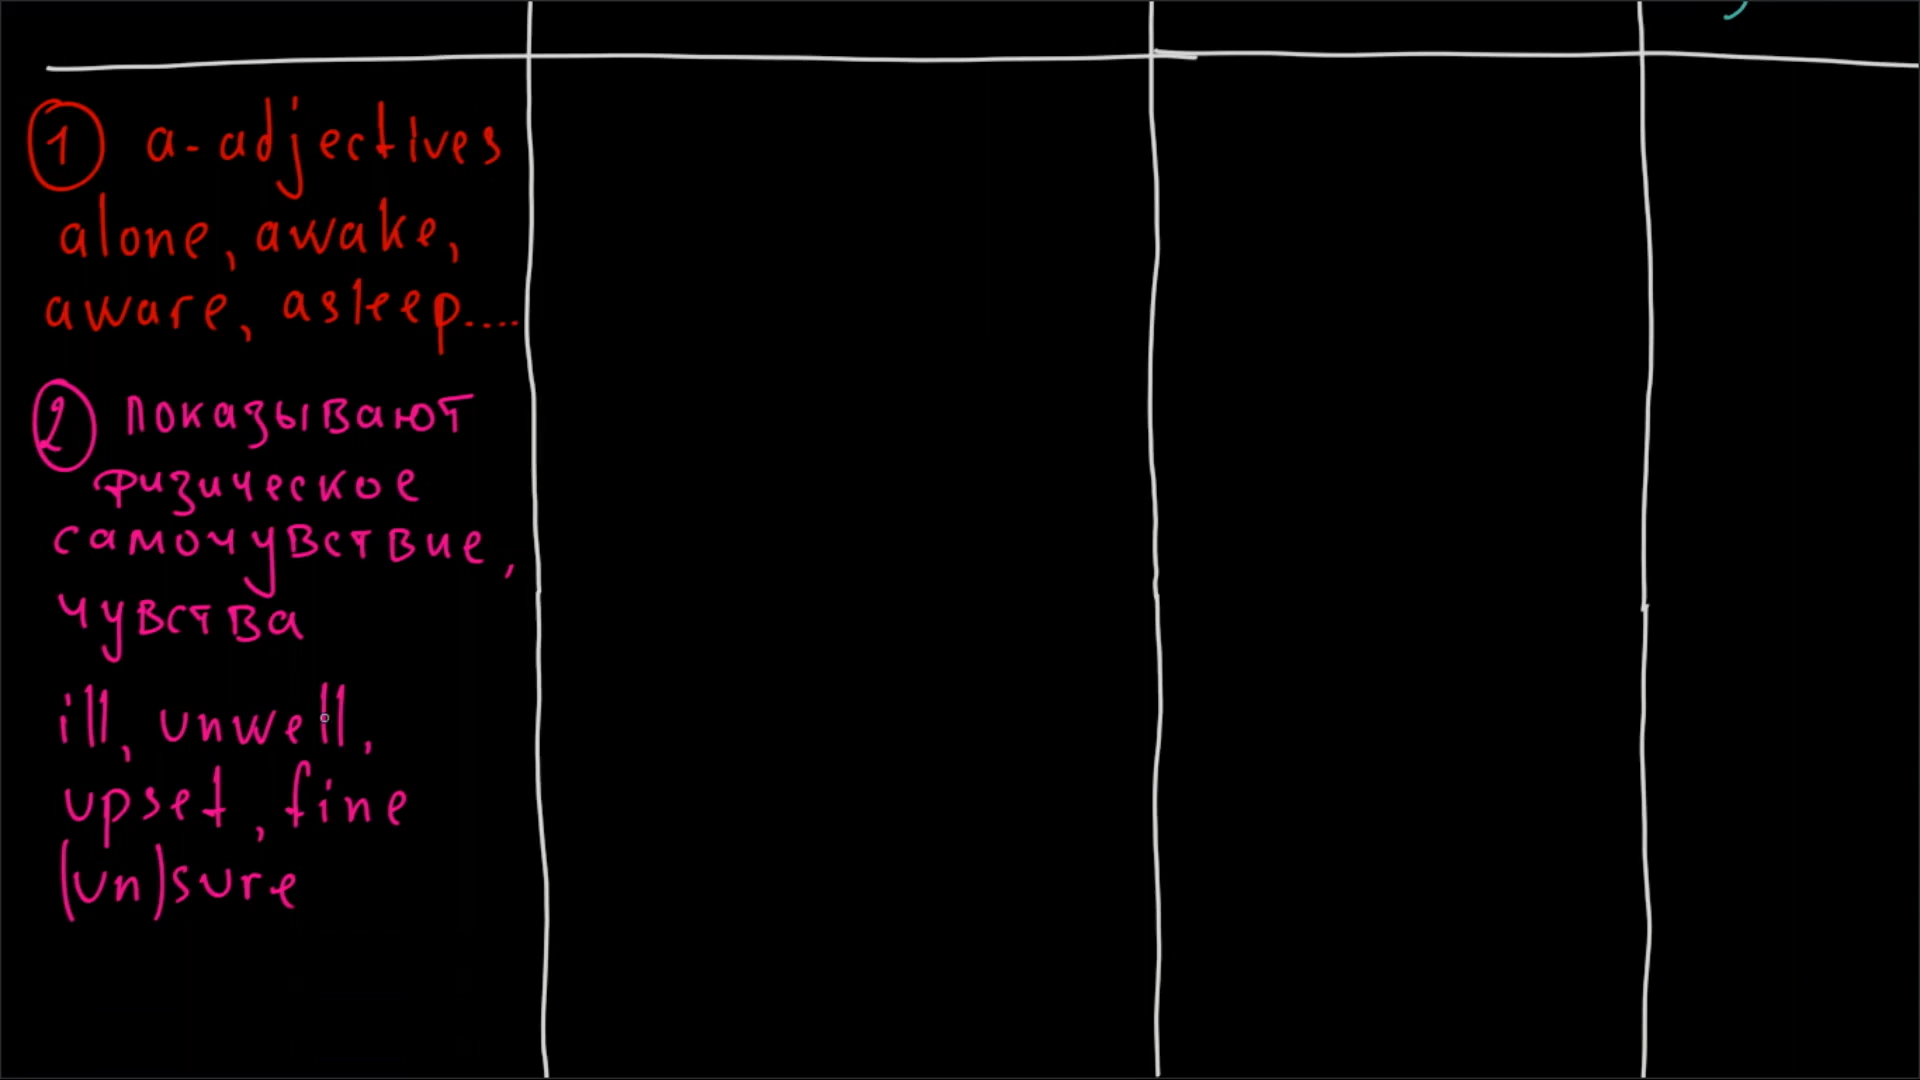 1 a-adjectives
alone, awake,
aware, asleep....
2 показывают
физическое
самочувствие,
чувства
ill, unwell,
upset, fine
(un)sure